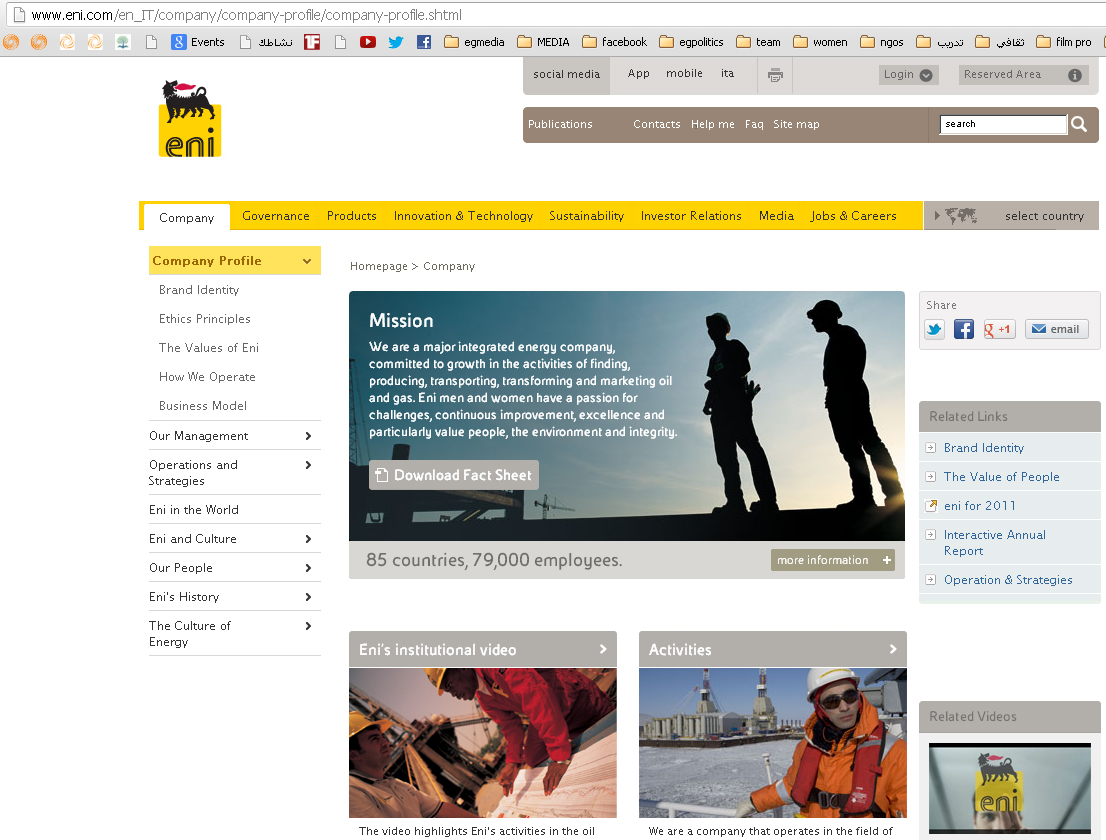 www.eni.com/en_IT/company/company-profile/company-profile.shtml
Events نشاطك egmedia MEDIA facebook egpolitics team women ngos تدريب ثقافي film pro
social media App mobile ita Login Reserved Area
eni
Publications Contacts Help me Faq Site map search
Company Governance Products Innovation & Technology Sustainability Investor Relations Media Jobs & Careers select country
Company Profile
Brand Identity
Ethics Principles
The Values of Eni
How We Operate
Business Model
Our Management
Operations and
Strategies
Eni in the World
Eni and Culture
Our People
Eni's History
The Culture of
Energy
Homepage > Company
Mission
We are a major integrated energy company,
committed to growth in the activities of finding,
producing, transporting, transforming and marketing oil
and gas. Eni men and women have a passion for
challenges, continuous improvement, excellence and
particularly value people, the environment and integrity.
Download Fact Sheet
85 countries, 79,000 employees.
more information +
Eni's institutional video
The video highlights Eni's activities in the oil
Activities
We are a company that operates in the field of
Share
+1 email
Related Links
Brand Identity
The Value of People
eni for 2011
Interactive Annual
Report
Operation & Strategies
Related Videos
eni